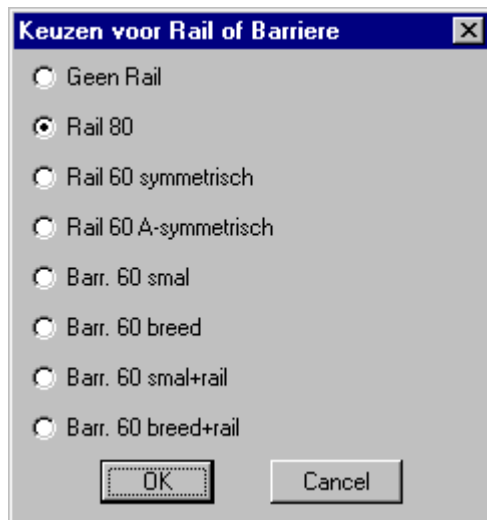 Keuzen voor Rail of Barriere
Geen Rail
Rail 80
Rail 60 symmetrisch
Rail 60 A-symmetrisch
Barr. 60 smal
Barr. 60 breed
Barr. 60 smal+rail
Barr. 60 breed+rail
OK Cancel